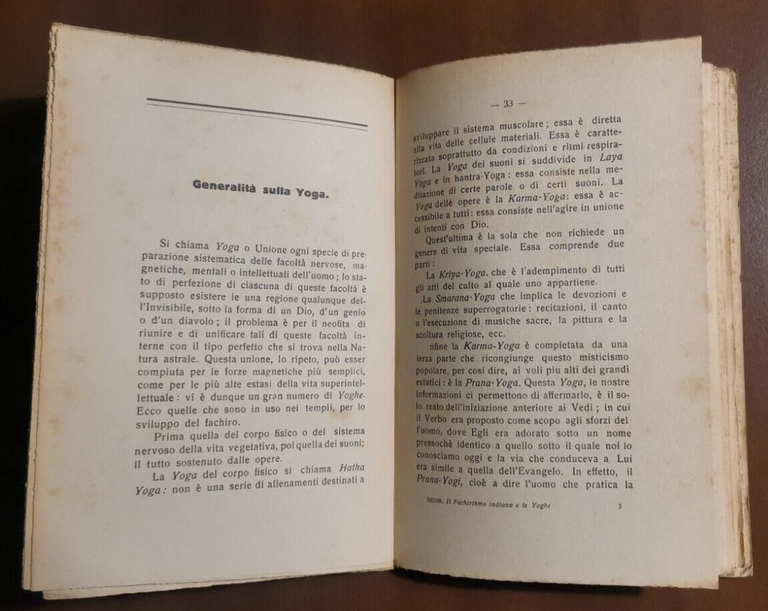 Generalità sulla Yoga.
Si chiama Yoga o Unione ogni specie di pre-
parazione sistematica delle facoltà nervose, ma-
gnetiche, mentali o intellettuali dell'uomo; lo sta-
to di perfezione di ciascuna di queste facoltà è
supposto esistere ie una regione qualunque del-
l'Invisibile, sotto la forma di un Dio, d'un genio
o d'un diavolo; il problema è per il neofita di
riunire e di unificare tali di queste facoltà in-
terne con il tipo perfetto che si trova nella Na-
tura astrale. Questa unione, lo ripeto, può esser
compiuta per le forze magnetiche più semplici,
come per le più alte estasi della vita superintel-
lettuale: vi è dunque un gran numero di Yoghe.
Ecco quelle che sono in uso nei templi, per lo
sviluppo del fachiro.
Prima quella del corpo fisico o del sistema
nervoso della vita vegetativa, poi quella dei suoni;
il tutto sostenuto dalle opere.
La Yoga del corpo fisico si chiama Hatha
Yoga: non è una serie di allenamenti destinati a
— 33 —
sviluppare il sistema muscolare; essa è diretta
alla vita delle cellule materiali. Essa è caratte-
rizzata soprattutto da condizioni e ritmi respira-
tori. La Yoga dei suoni si suddivide in Laya
Yoga e in hantra-Yoga: essa consiste nella me-
ditazione di certe parole o di certi suoni. La
Yoga dellè opere è la Karma-Yoga: essa è ac-
cessibile a tutti: essa consiste nell'agire in unione
di intenti con Dio.
Quest'ultima è la sola che non richiede un
genere di vita speciale. Essa comprende due
parti:
La Kriya-Yoga, che è l'adempimento di tutti
gli atti del culto al quale uno appartiene.
La Smarana-Yoga che implica le devozioni e
le penitenze superrogatorie: recitazioni, il canto
o l'esecuzione di musiche sacre, la pittura e la
scoltura religiose, ecc.
nfine la Karma-Yoga è completata da una
terza parte che ricongiunge questo misticismo
popolare, per cosi dire, ai voli piu alti dei grandi
estatici: è la Prana-Yoga. Questa Yoga, le nostre
informazioni ci permettono di affermarlo, è il so-
lo resto dell'iniziazione anteriore ai Vedi; in cui
il Verbo era proposto come scopo agli sforzi del-
l'uomo, dove Egli era adorato sotto un nome
pressochè identico a quello sotto il quale noi lo
conosciamo oggi e la via che conduceva a Lui
era simile a quella dell'Evangelo. In effetto, il
Prana-Yogi, cioè a dire l'uomo che pratica la
SEDIR. Il Fachirismo indiano e le Yoghe 3